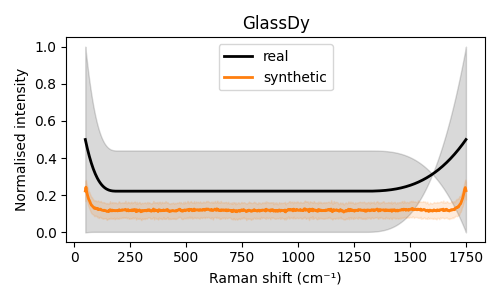 GlassDy
real
synthetic
Normalised intensity
1.0
0.8
0.6
0.4
0.2
0.0
0 250 500 750 1000 1250 1500 1750
Raman shift (cm⁻¹)